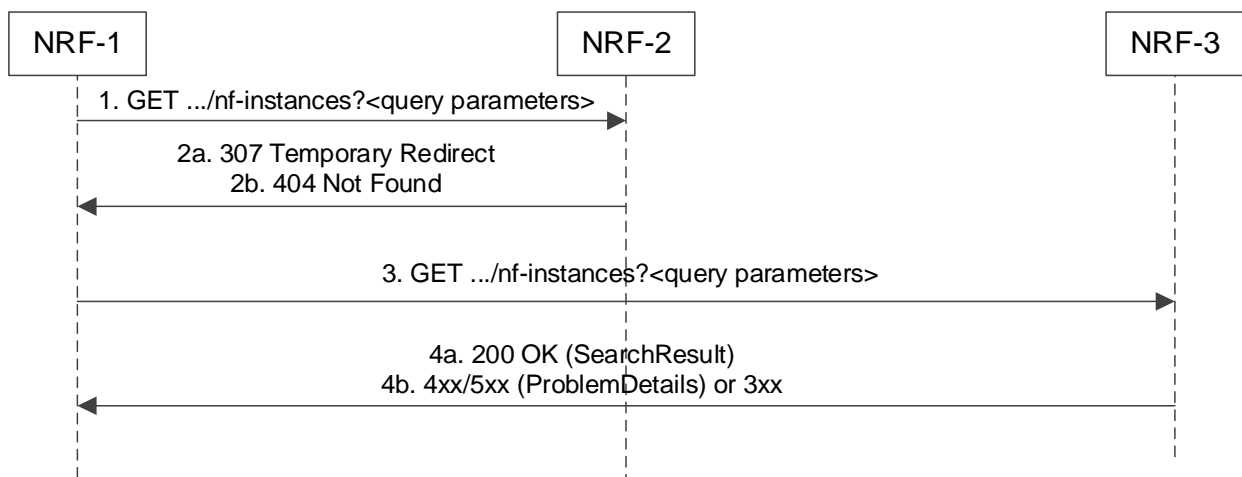 NRF-1
NRF-2
NRF-3
1. GET .../nf-instances?<query parameters>
2a. 307 Temporary Redirect
2b. 404 Not Found
3. GET .../nf-instances?<query parameters>
4a. 200 OK (SearchResult)
4b. 4xx/5xx (ProblemDetails) or 3xx